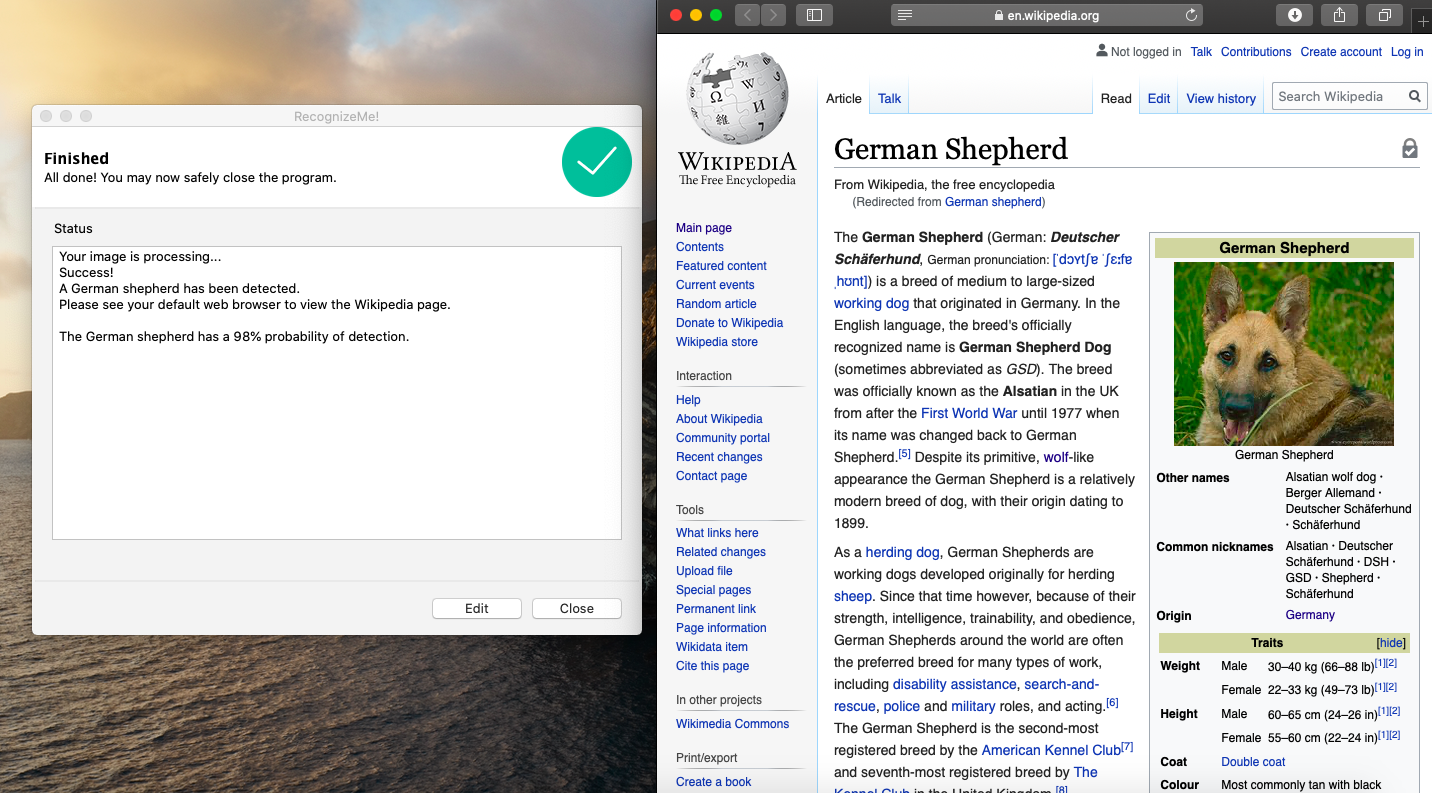 RecognizeMe!
Finished
All done! You may now safely close the program.
Status
Your image is processing...
Success!
A German shepherd has been detected.
Please see your default web browser to view the Wikipedia page.
The German shepherd has a 98% probability of detection.
Edit
Close
en.wikipedia.org
WIKIPEDIA
The Free Encyclopedia
Main page
Contents
Featured content
Current events
Random article
Donate to Wikipedia
Wikipedia store
Interaction
Help
About Wikipedia
Community portal
Recent changes
Contact page
Tools
What links here
Related changes
Upload file
Special pages
Permanent link
Page information
Wikidata item
Cite this page
In other projects
Wikimedia Commons
Print/export
Create a book
Not logged in Talk Contributions Create account Log in
Article Talk Read Edit View history Search Wikipedia
German Shepherd
From Wikipedia, the free encyclopedia
(Redirected from German shepherd)
The German Shepherd (German: Deutscher
Schäferhund, German pronunciation: [ˈdɔʏtʃɐ ˈʃɛːfɐ
ˌhʊnt]) is a breed of medium to large-sized
working dog that originated in Germany. In the
English language, the breed's officially
recognized name is German Shepherd Dog
(sometimes abbreviated as GSD). The breed
was officially known as the Alsatian in the UK
from after the First World War until 1977 when
its name was changed back to German
Shepherd.[5] Despite its primitive, wolf-like
appearance the German Shepherd is a relatively
modern breed of dog, with their origin dating to
1899.
As a herding dog, German Shepherds are
working dogs developed originally for herding
sheep. Since that time however, because of their
strength, intelligence, trainability, and obedience,
German Shepherds around the world are often
the preferred breed for many types of work,
including disability assistance, search-and-
rescue, police and military roles, and acting.[6]
The German Shepherd is the second-most
registered breed by the American Kennel Club[7]
and seventh-most registered breed by The
Kennel Club in the United Kingdom.[8]
German Shepherd
German Shepherd
Other names Alsatian wolf dog ·
Berger Allemand ·
Deutscher Schäferhund
· Schäferhund
Common nicknames Alsatian · Deutscher
Schäferhund · DSH ·
GSD · Shepherd ·
Schäferhund
Origin Germany
Traits [hide]
Weight Male 30–40 kg (66–88 lb)[1][2]
Female 22–33 kg (49–73 lb)[1][2]
Height Male 60–65 cm (24–26 in)[1][2]
Female 55–60 cm (22–24 in)[1][2]
Coat Double coat
Colour Most commonly tan with black